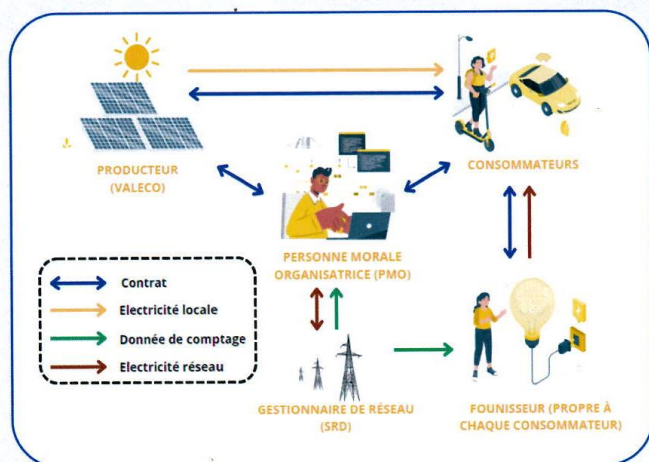 PRODUCTEUR
(VALECO)
CONSOMMATEURS
PERSONNE MORALE
ORGANISATRICE (PMO)
Contrat
Electricité locale
Donnée de comptage
Electricité réseau
GESTIONNAIRE DE RÉSEAU
(SRD)
FOUNISSEUR (PROPRE À
CHAQUE CONSOMMATEUR)